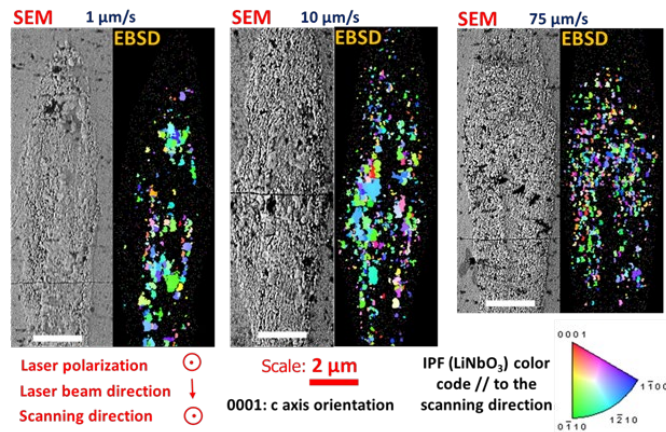 SEM 1 µm/s
EBSD
SEM 10 µm/s
EBSD
SEM 75 µm/s
EBSD
Laser polarization
Laser beam direction
Scanning direction
Scale: 2 µm
0001: c axis orientation
IPF (LiNbO₃) color
code // to the
scanning direction
0001
1̄100
1̄21̄0
01̄10